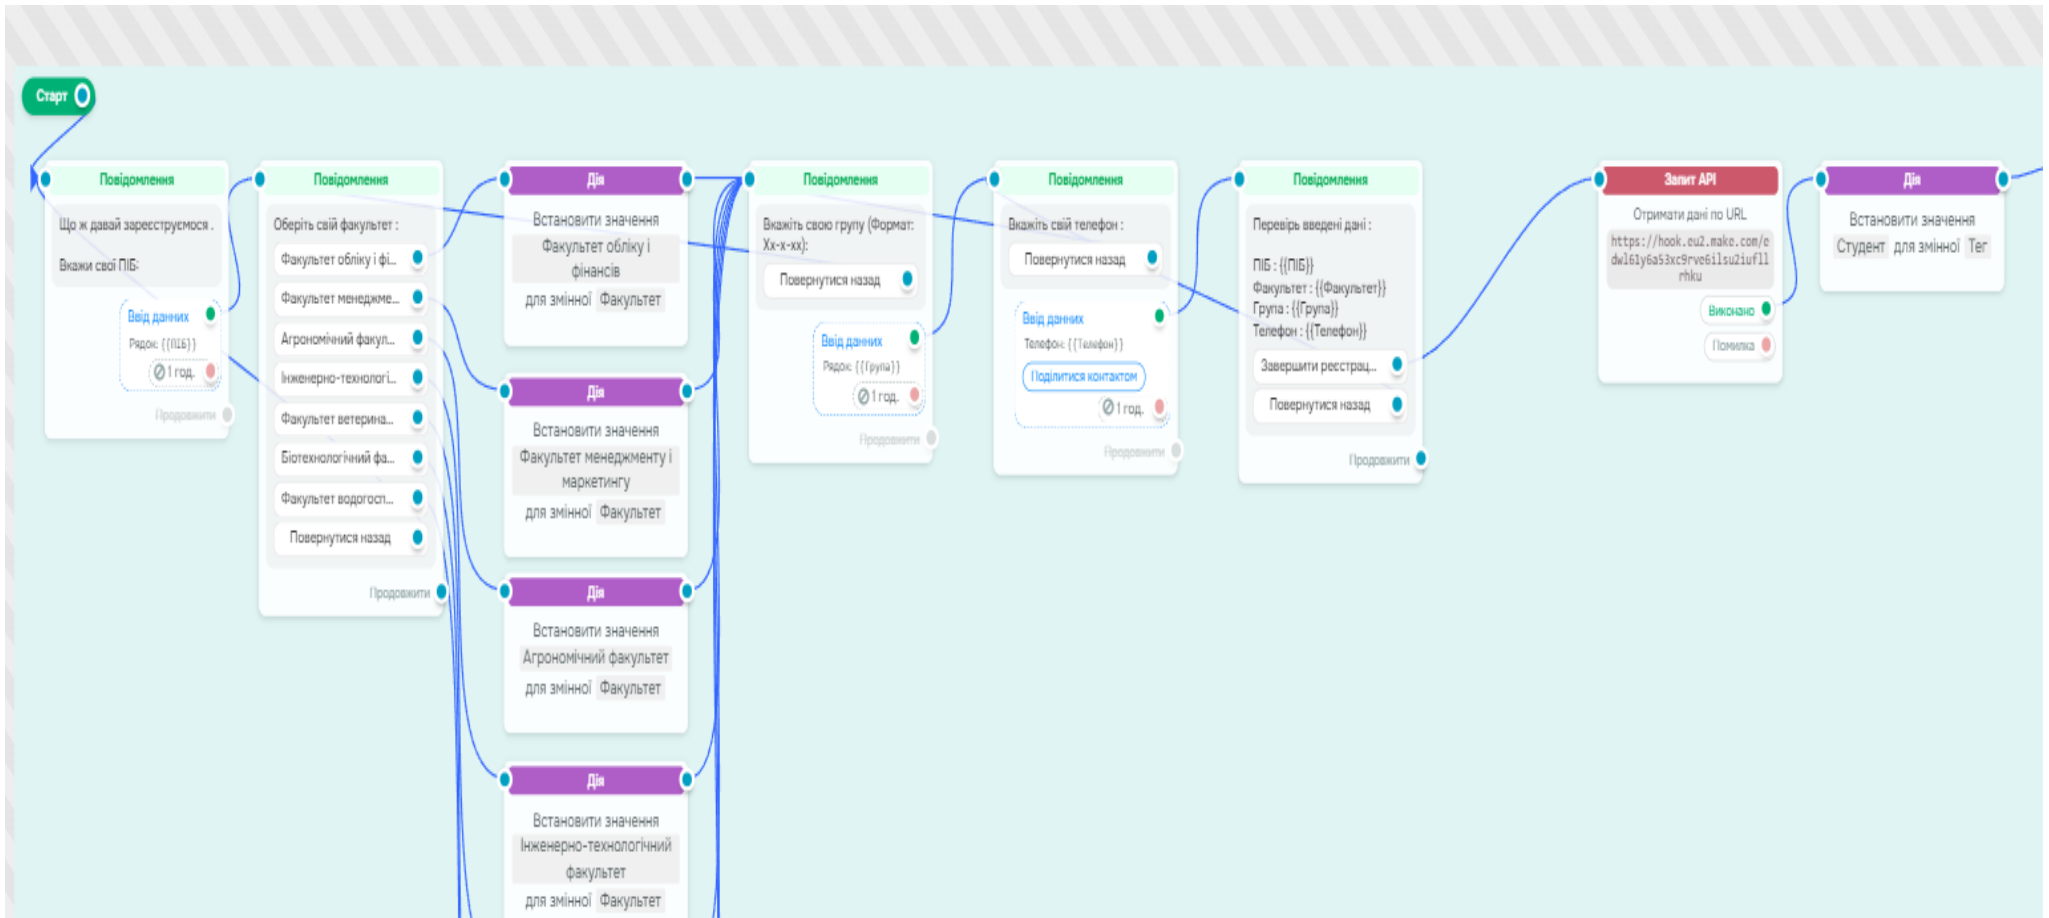 Старт
Повідомлення
Що ж давай зареєструємося .
Вкажи свої ПІБ:
Ввід данних
Рядок: {{ПІБ}}
1 год.
Продовжити
Повідомлення
Оберіть свій факультет :
Факультет обліку і фі...
Факультет менеджме...
Агрономічний факул...
Інженерно-технологі...
Факультет ветерина...
Біотехнологічний фа...
Факультет водогосп...
Повернутися назад
Продовжити
Дія
Встановити значення
Факультет обліку і
фінансів
для змінної Факультет
Дія
Встановити значення
Факультет менеджменту і
маркетингу
для змінної Факультет
Дія
Встановити значення
Агрономічний факультет
для змінної Факультет
Дія
Встановити значення
Інженерно-технологічний
факультет
для змінної Факультет
Повідомлення
Вкажіть свою групу (Формат:
Хх-х-хх):
Повернутися назад
Ввід данних
Рядок: {{Група}}
1 год.
Продовжити
Повідомлення
Вкажіть свій телефон :
Повернутися назад
Ввід данних
Телефон: {{Телефон}}
Поділитися контактом
1 год.
Продовжити
Повідомлення
Перевірь введені дані :
ПІБ : {{ПІБ}}
Факультет : {{Факультет}}
Група : {{Група}}
Телефон : {{Телефон}}
Завершити реєстрац...
Повернутися назад
Продовжити
Запит API
Отримати дані по URL
https://hook.eu2.make.com/e
dwl61y6a53xc9rve6ilsu2iufll
rhku
Виконано
Помилка
Дія
Встановити значення
Студент для змінної Тег